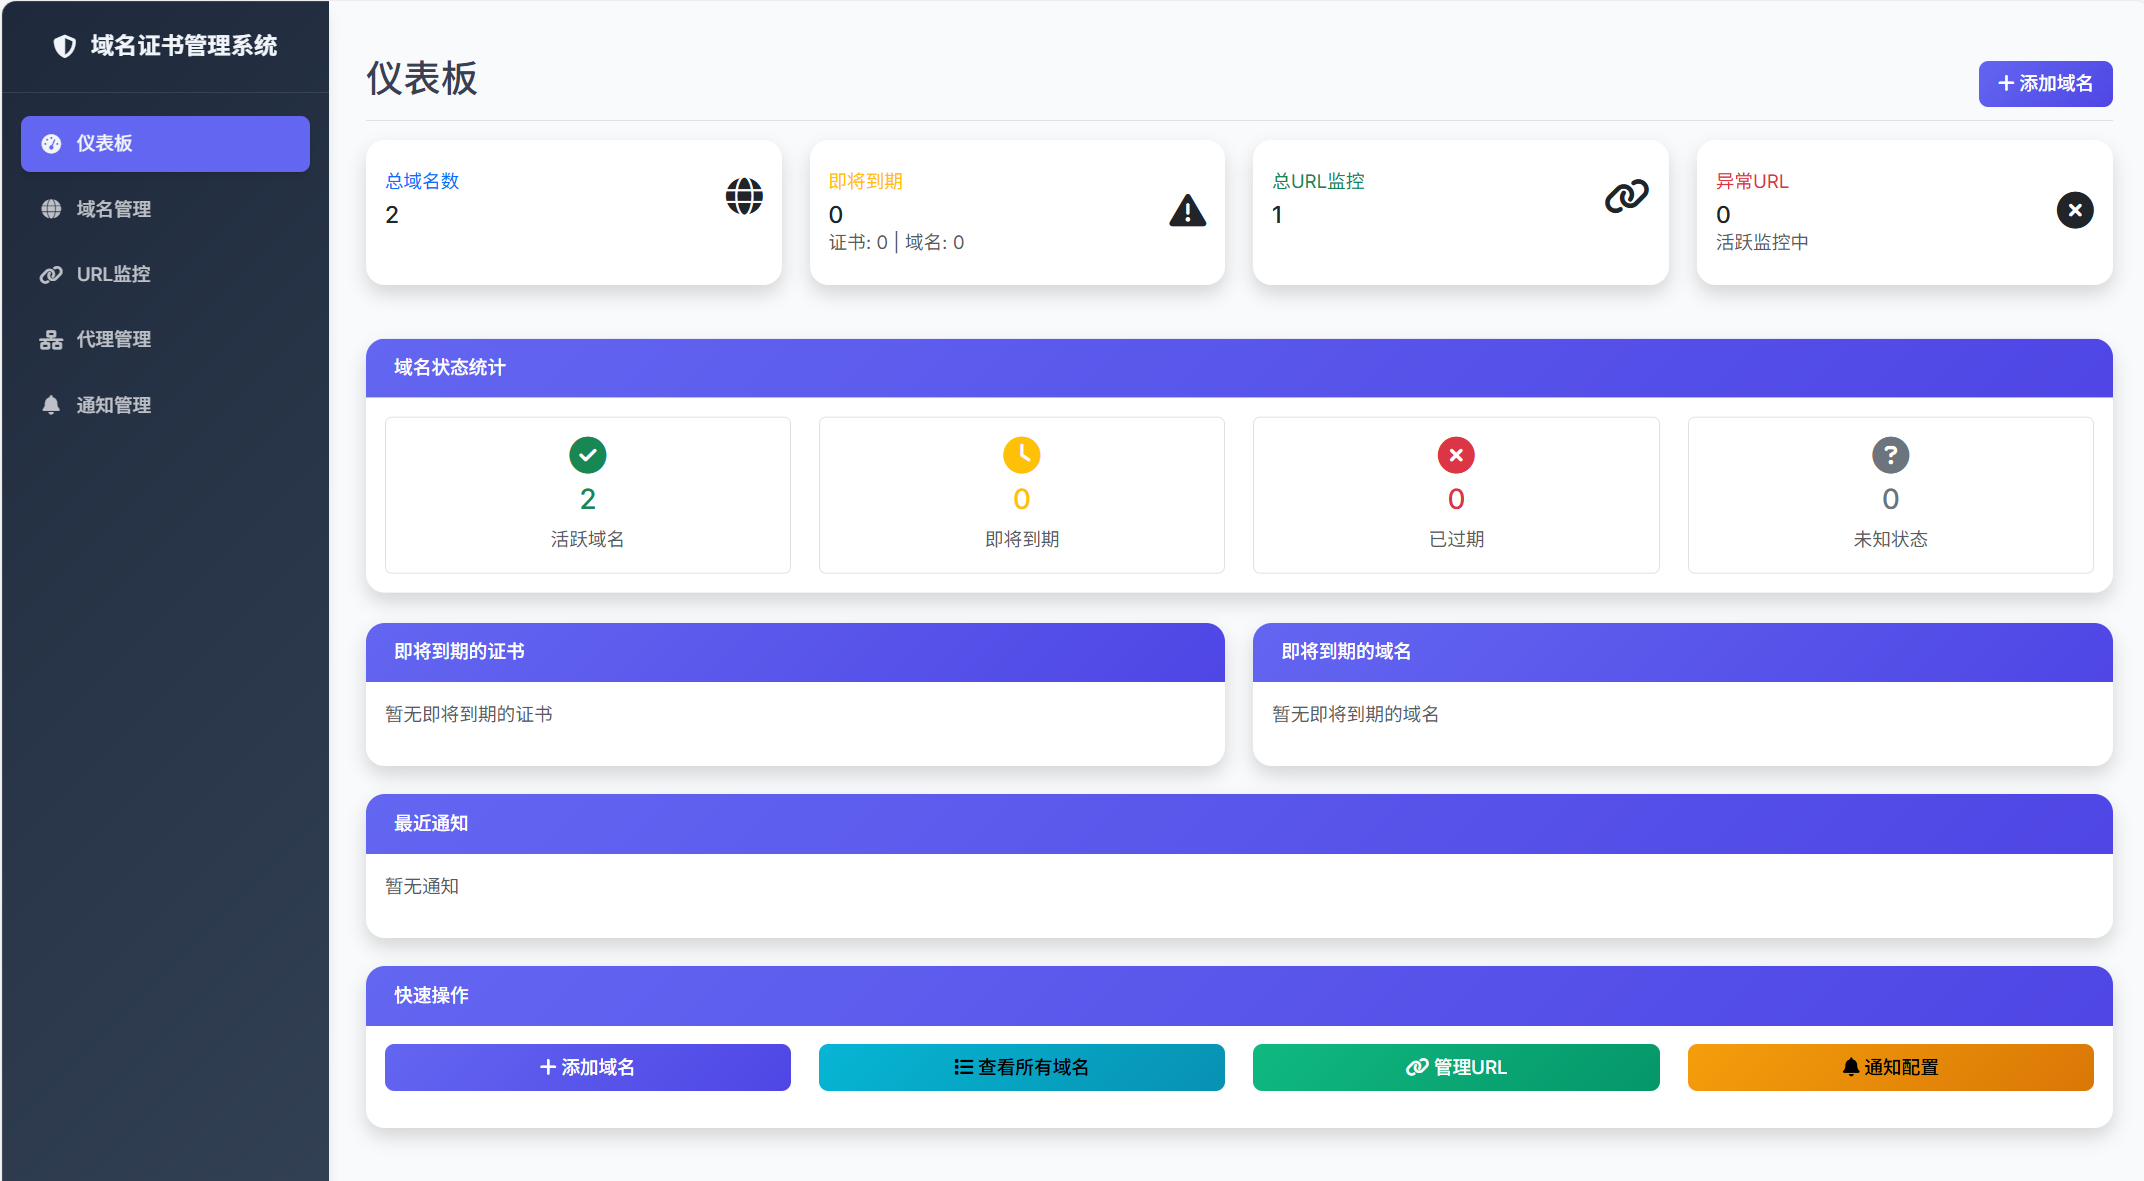 域名证书管理系统
仪表板
域名管理
URL监控
代理管理
通知管理
仪表板
添加域名
总域名数
2
即将到期
0
证书: 0 | 域名: 0
总URL监控
1
异常URL
0
活跃监控中
域名状态统计
2
活跃域名
0
即将到期
0
已过期
0
未知状态
即将到期的证书
暂无即将到期的证书
即将到期的域名
暂无即将到期的域名
最近通知
暂无通知
快速操作
添加域名
查看所有域名
管理URL
通知配置